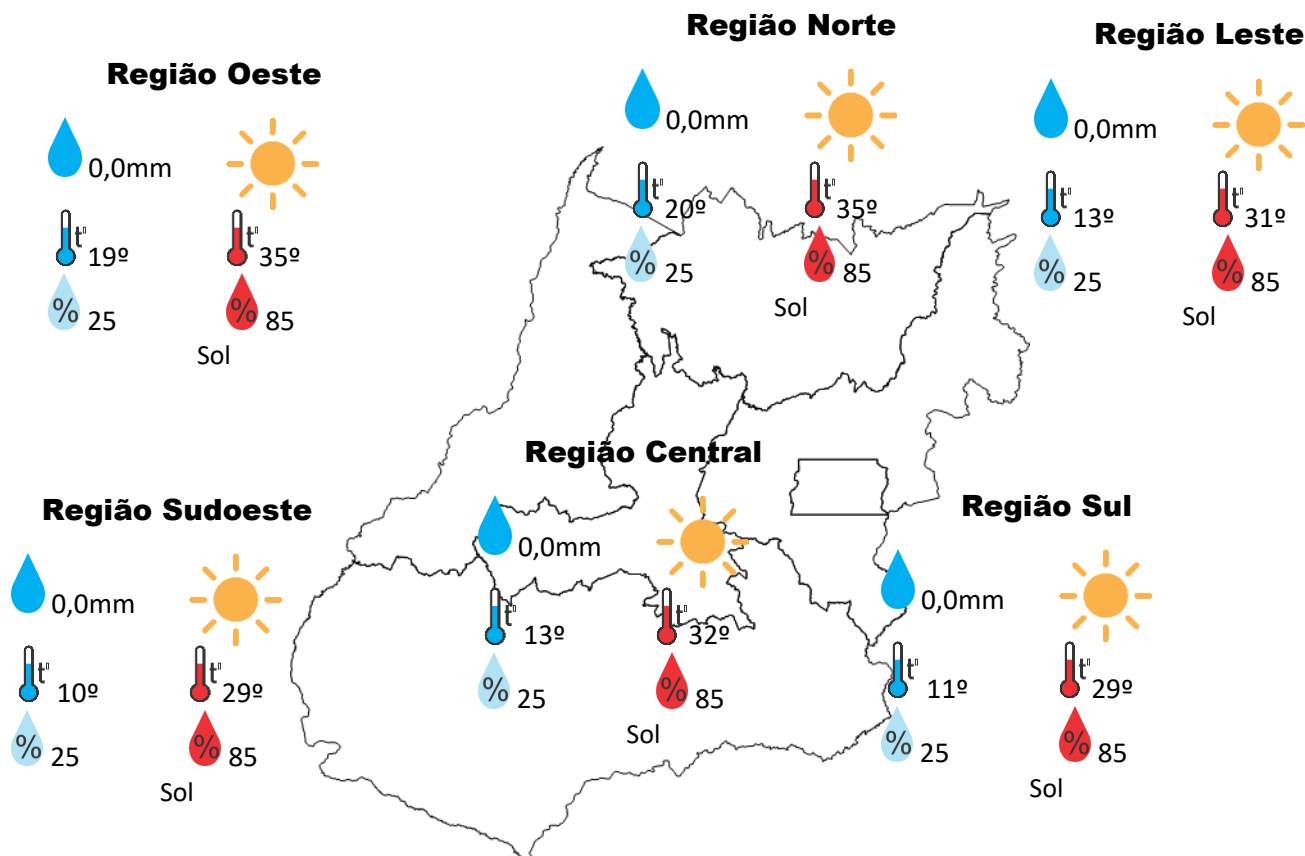 Região Norte
0,0mm
t°
20º
t°
35º
%
25
%
85
Sol
Região Leste
0,0mm
t°
13º
t°
31º
%
25
%
85
Sol
Região Oeste
0,0mm
t°
19º
t°
35º
%
25
%
85
Sol
Região Central
0,0mm
t°
13º
t°
32º
%
25
%
85
Sol
Região Sudoeste
0,0mm
t°
10º
t°
29º
%
25
%
85
Sol
Região Sul
0,0mm
t°
11º
t°
29º
%
25
%
85
Sol